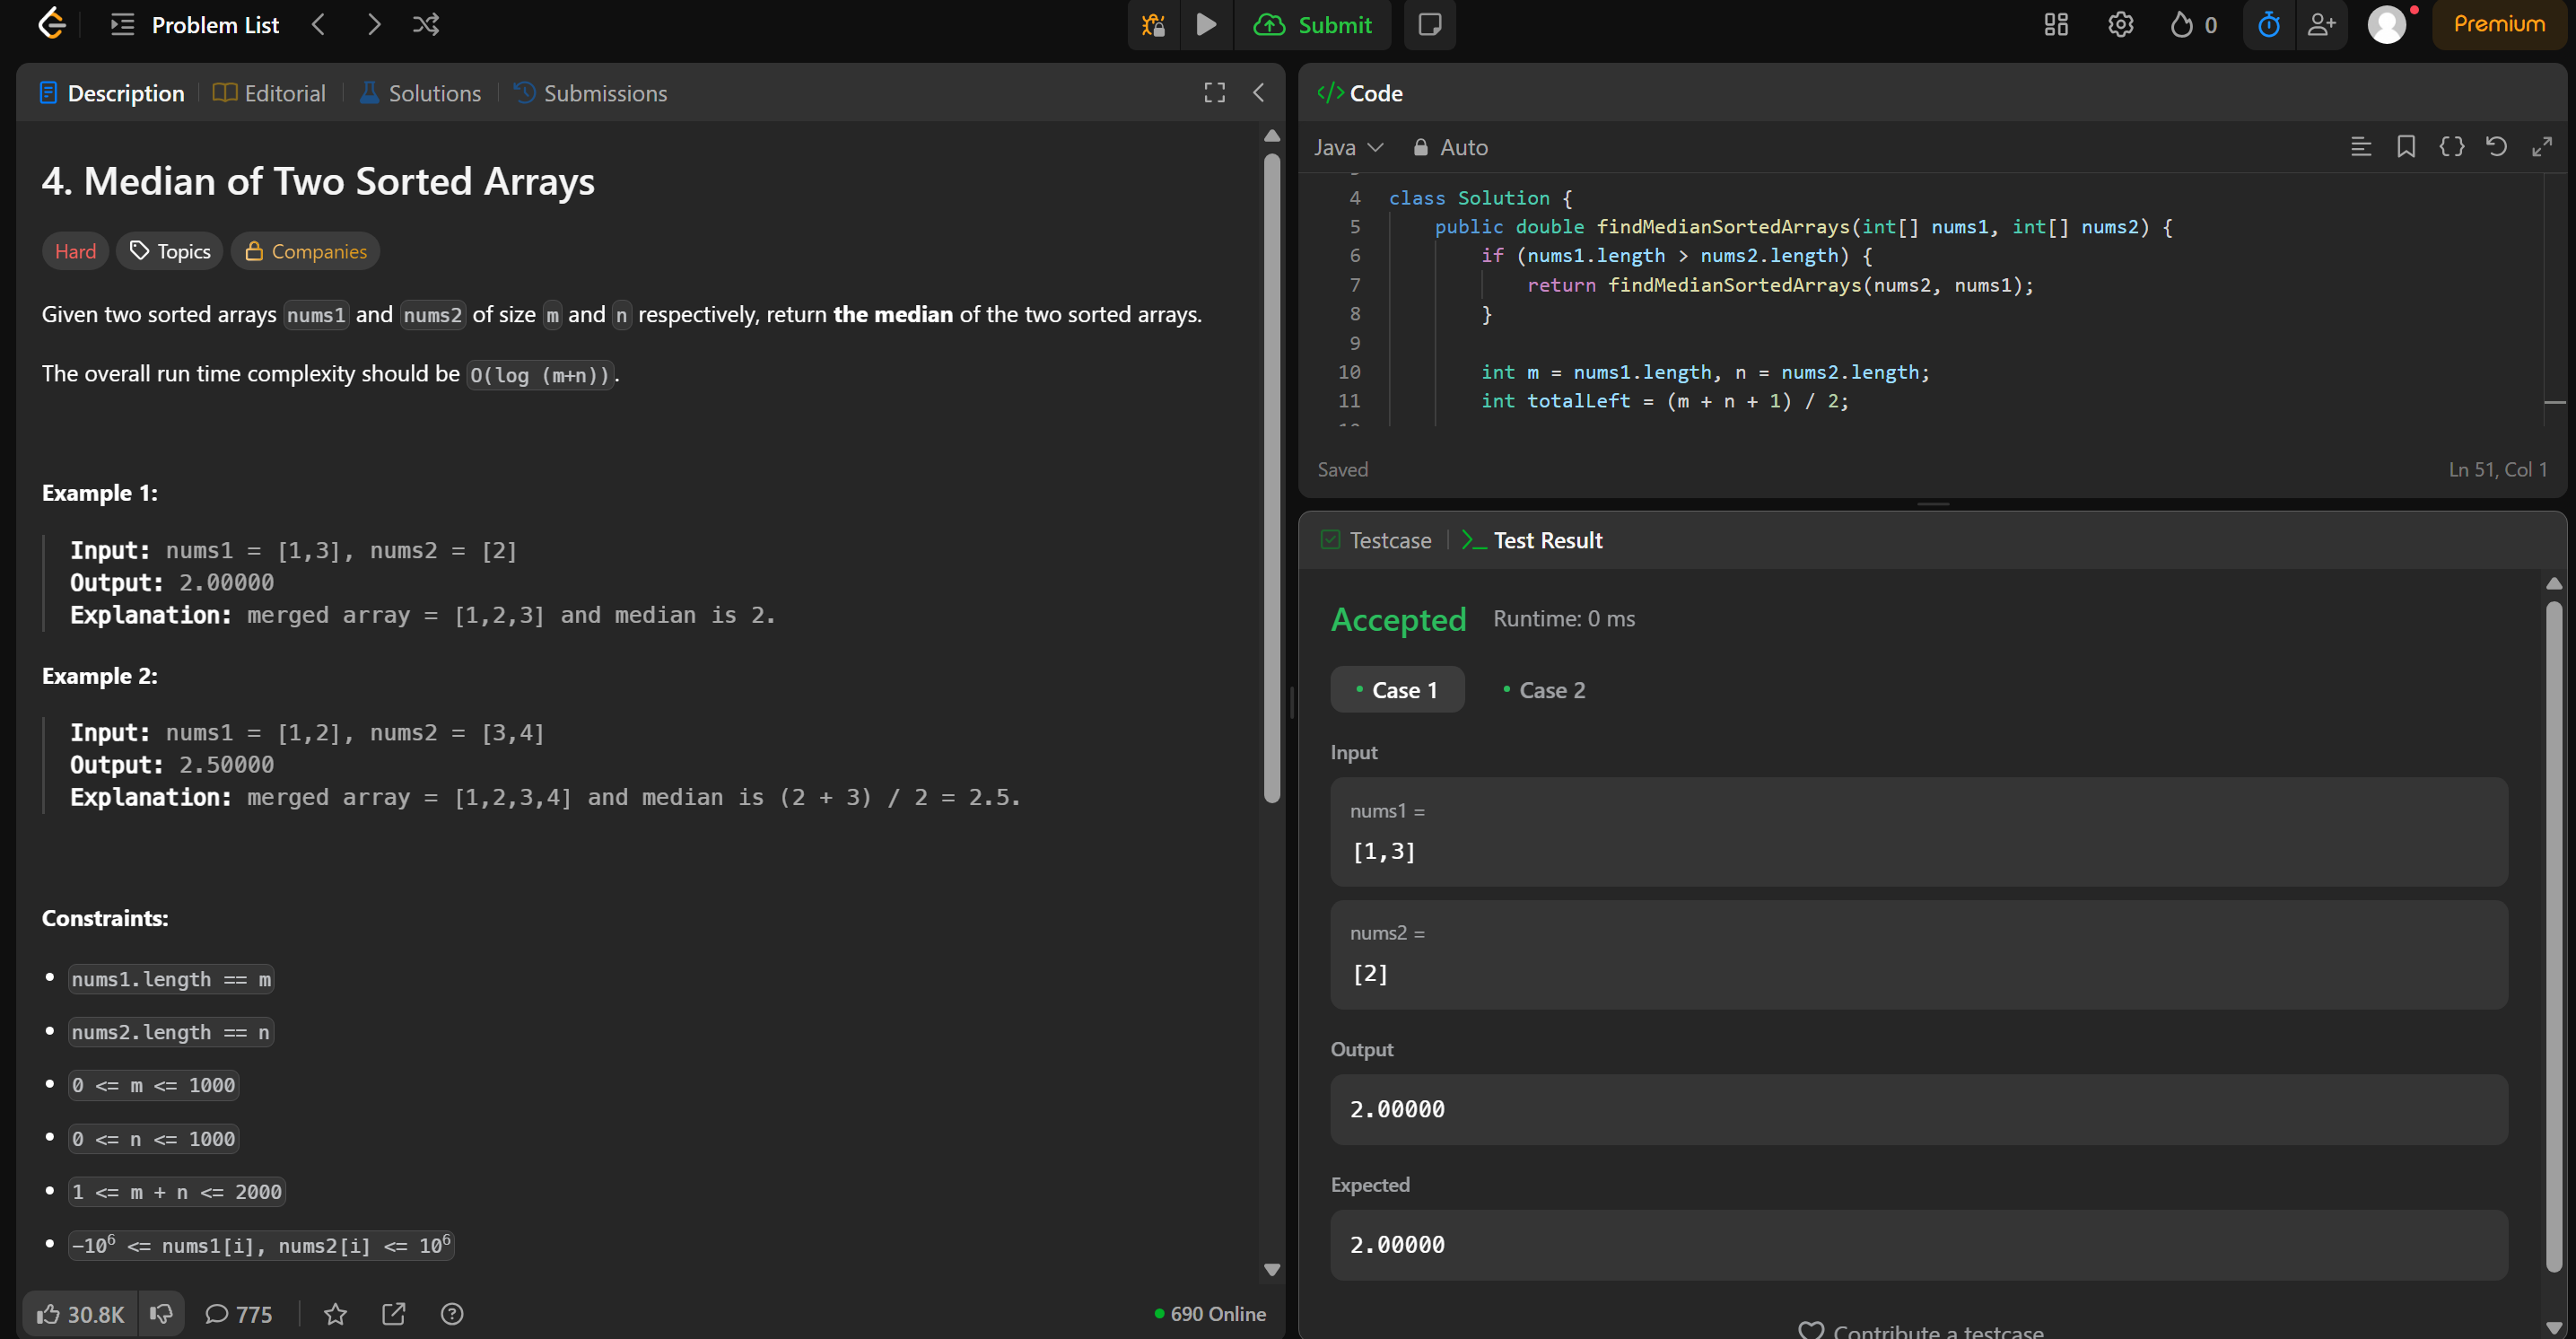 Problem List
Submit
0
Premium
Description
Editorial
Solutions
Submissions
4. Median of Two Sorted Arrays
Hard
Topics
Companies
Given two sorted arrays nums1 and nums2 of size m and n respectively, return the median of the two sorted arrays.
The overall run time complexity should be O(log (m+n)).
Example 1:
Input: nums1 = [1,3], nums2 = [2]
Output: 2.00000
Explanation: merged array = [1,2,3] and median is 2.
Example 2:
Input: nums1 = [1,2], nums2 = [3,4]
Output: 2.50000
Explanation: merged array = [1,2,3,4] and median is (2 + 3) / 2 = 2.5.
Constraints:
• nums1.length == m
• nums2.length == n
• 0 <= m <= 1000
• 0 <= n <= 1000
• 1 <= m + n <= 2000
• -10⁶ <= nums1[i], nums2[i] <= 10⁶
30.8K
775
690 Online
</> Code
Java
Auto
4 class Solution {
5 public double findMedianSortedArrays(int[] nums1, int[] nums2) {
6 if (nums1.length > nums2.length) {
7 return findMedianSortedArrays(nums2, nums1);
8 }
9
10 int m = nums1.length, n = nums2.length;
11 int totalLeft = (m + n + 1) / 2;
Saved
Ln 51, Col 1
Testcase
>_ Test Result
Accepted
Runtime: 0 ms
• Case 1
• Case 2
Input
nums1 =
[1,3]
nums2 =
[2]
Output
2.00000
Expected
2.00000
Contribute a testcase